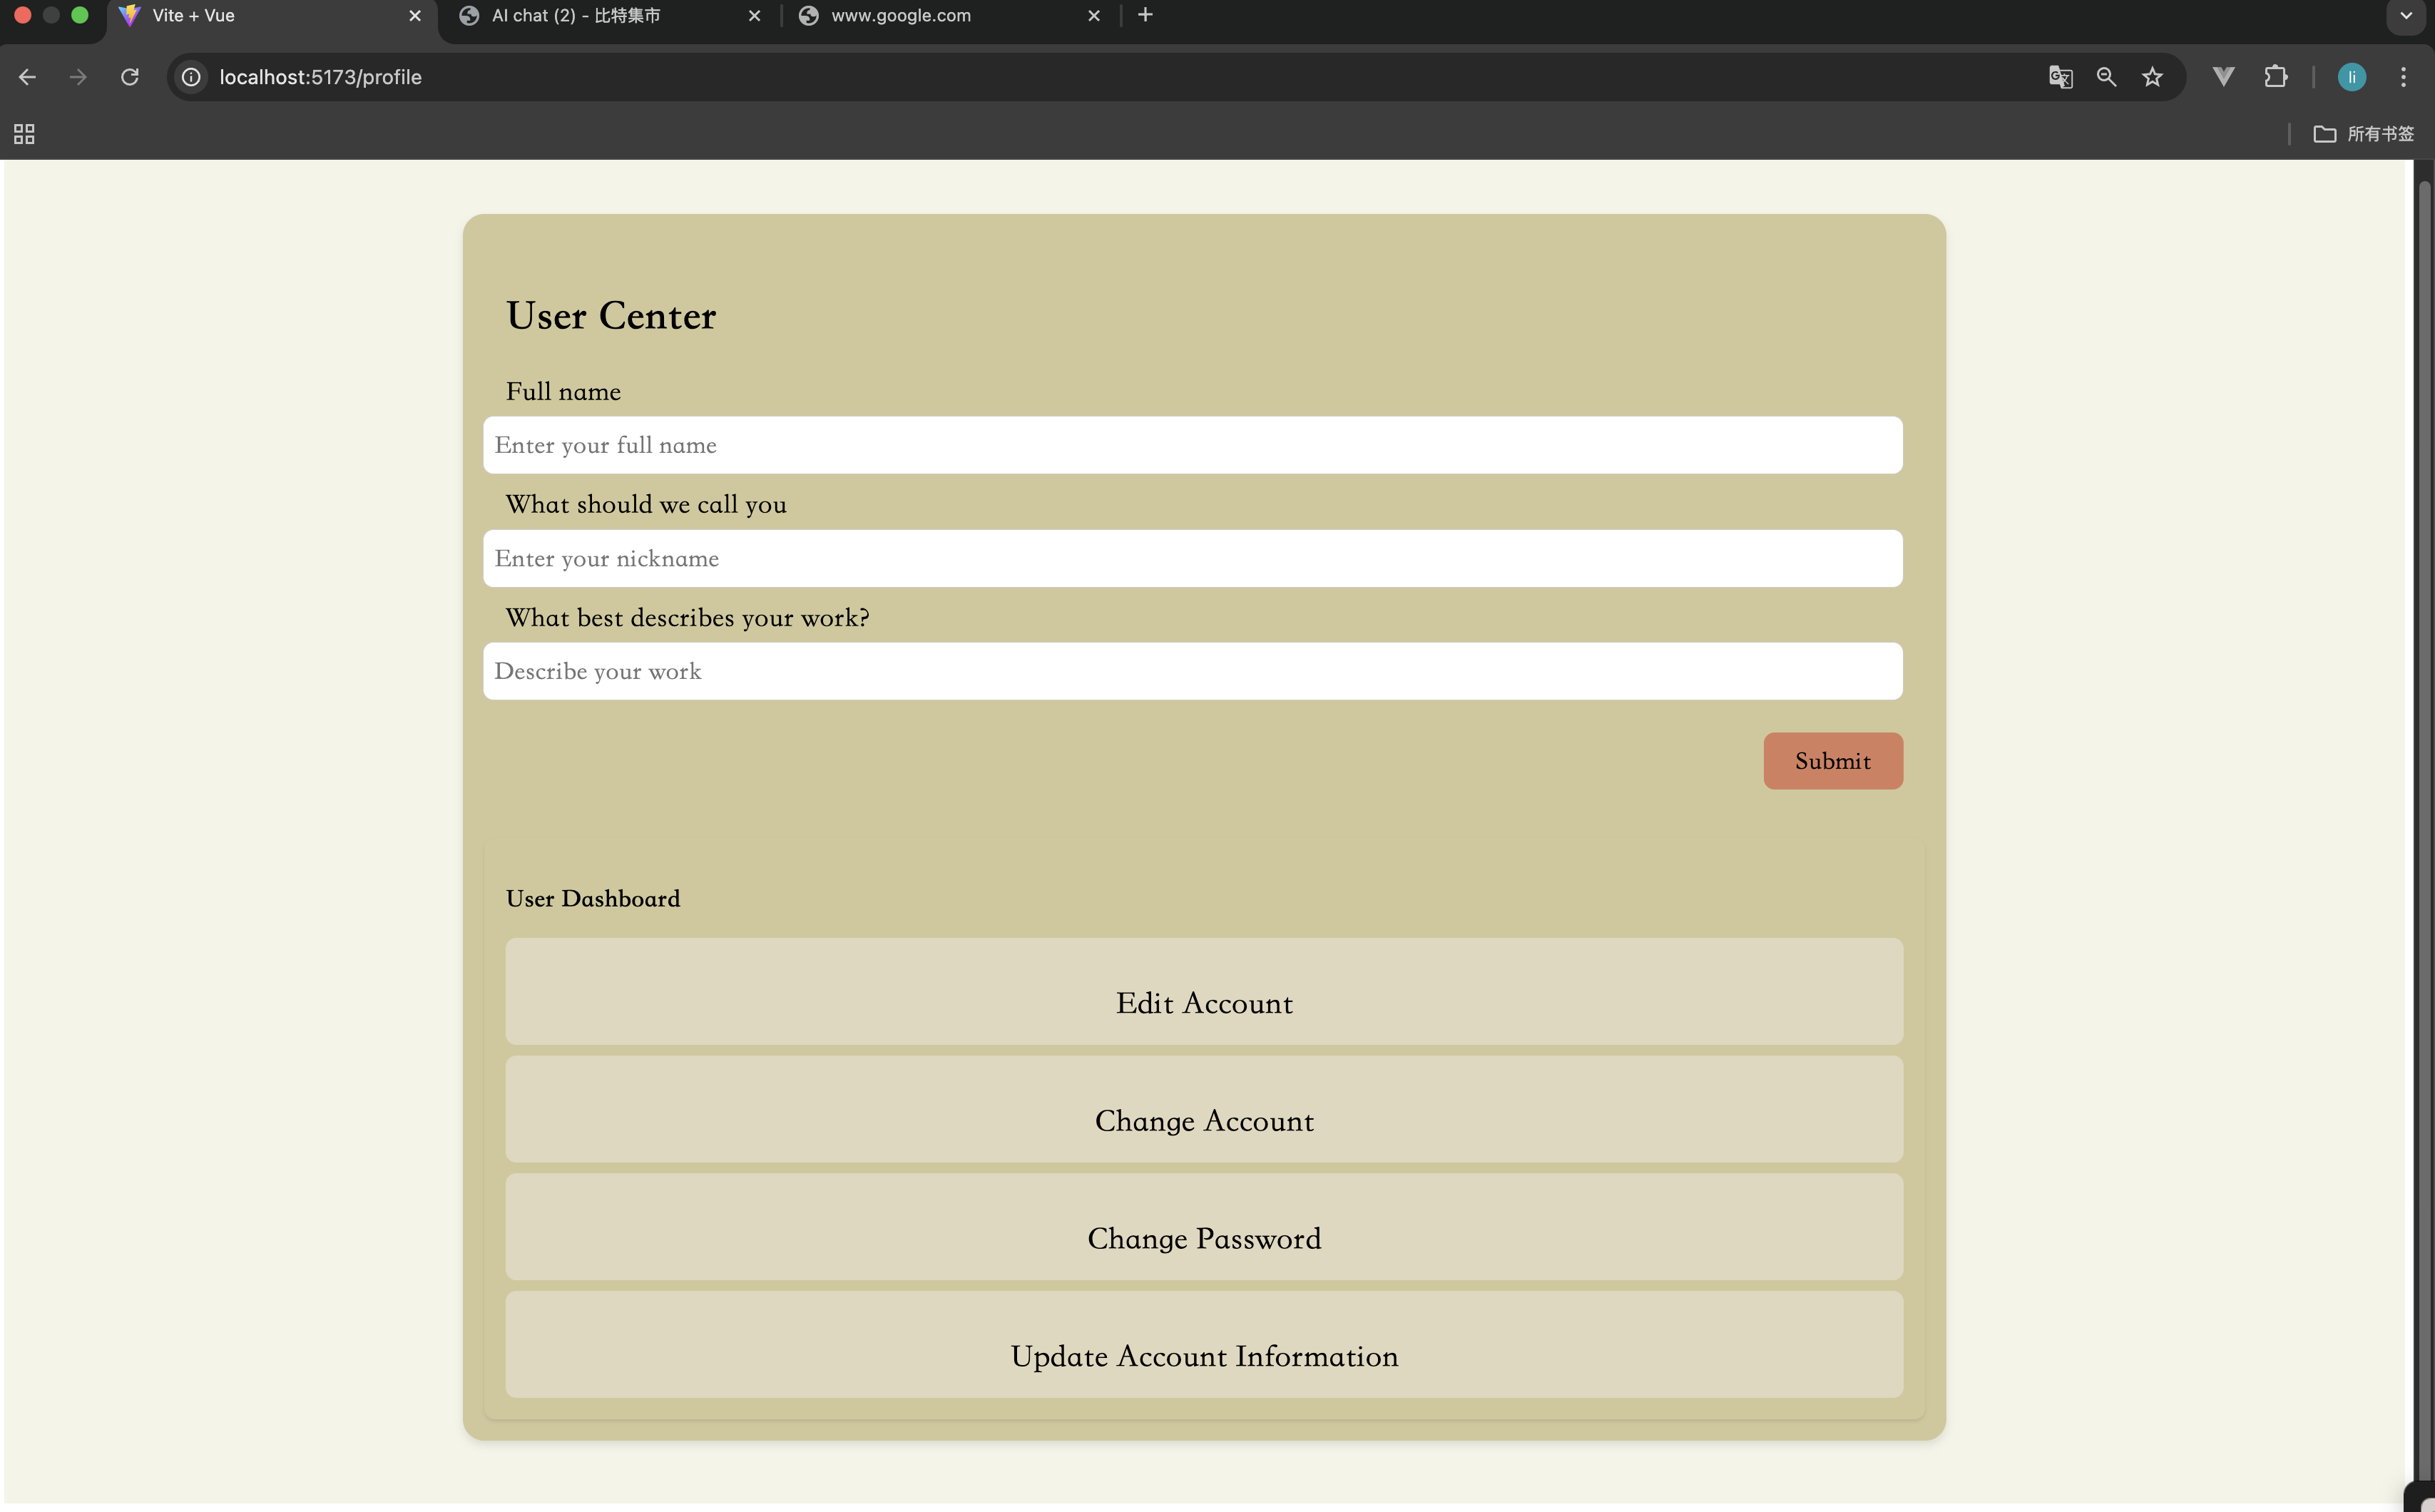 Vite + Vue
AI chat (2) - 比特集市
www.google.com
localhost:5173/profile
li
所有书签
User Center
Full name
Enter your full name
What should we call you
Enter your nickname
What best describes your work?
Describe your work
Submit
User Dashboard
Edit Account
Change Account
Change Password
Update Account Information